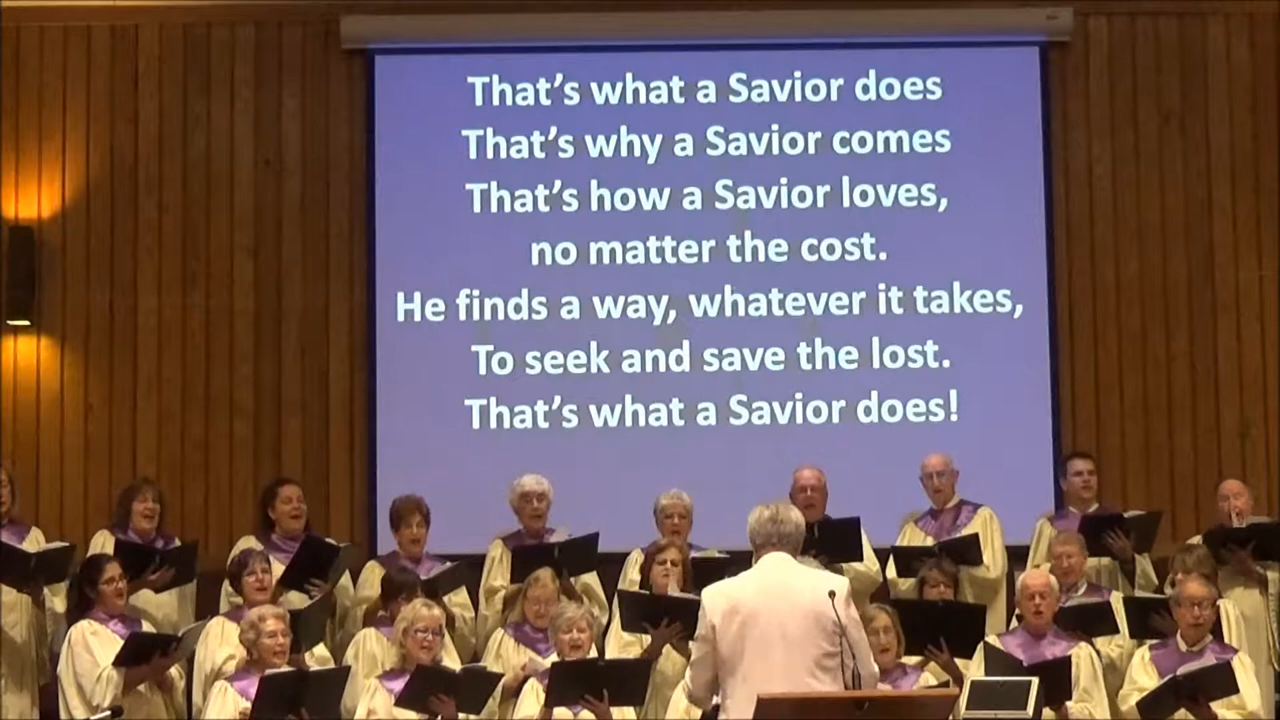 That’s what a Savior does
That’s why a Savior comes
That’s how a Savior loves,
no matter the cost.
He finds a way, whatever it takes,
To seek and save the lost.
That’s what a Savior does!